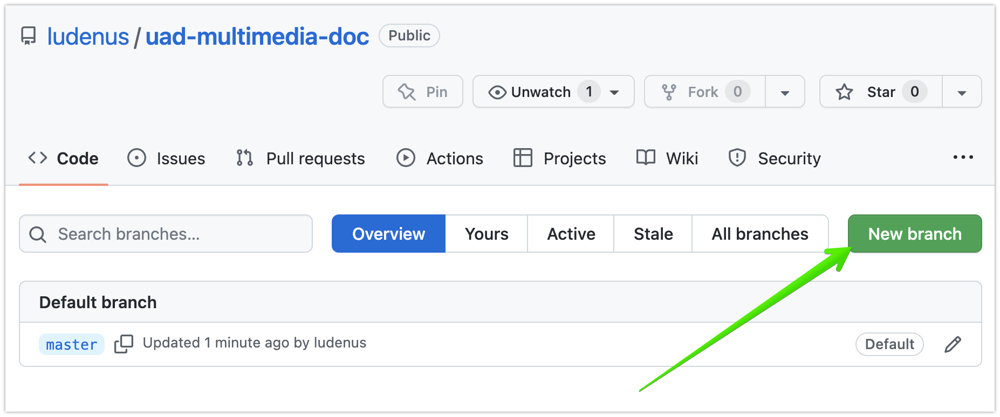 ludenus / uad-multimedia-doc Public
Pin Unwatch 1 Fork 0 Star 0
Code Issues Pull requests Actions Projects Wiki Security ...
Search branches... Overview Yours Active Stale All branches New branch
Default branch
master Updated 1 minute ago by ludenus Default